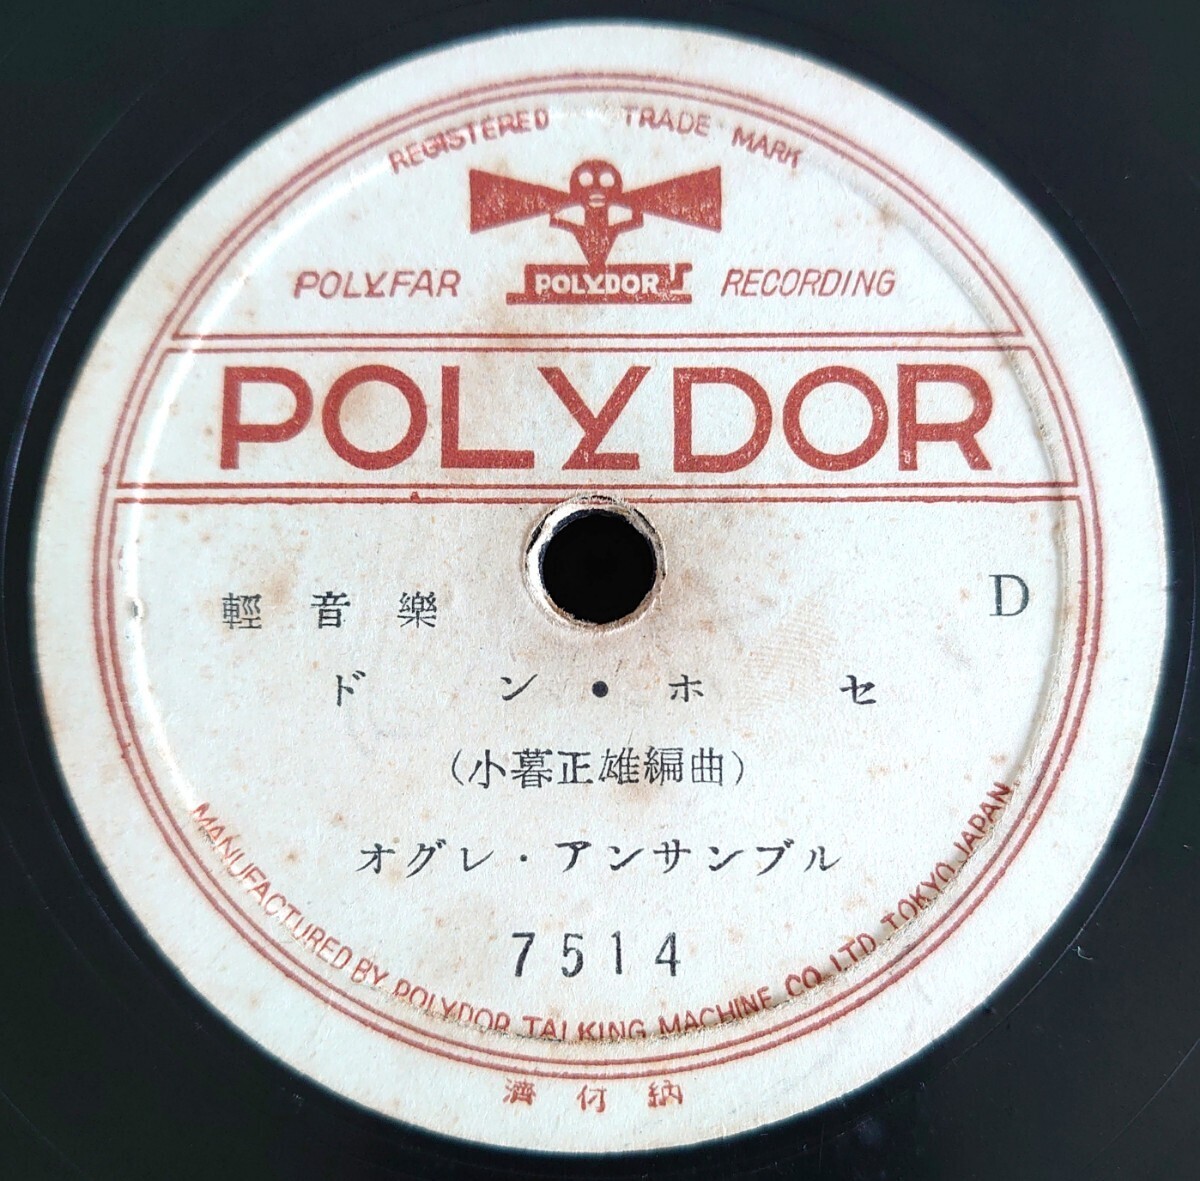 REGISTERED TRADE MARK
POLYFAR POLYDOR RECORDING
POLYDOR
輕音樂 D
ドン・ホセ
(小暮正雄編曲)
オグレ・アンサンブル
7514
MANUFACTURED BY POLYDOR TALKING MACHINE CO. LTD. TOKYO, JAPAN
濟付納